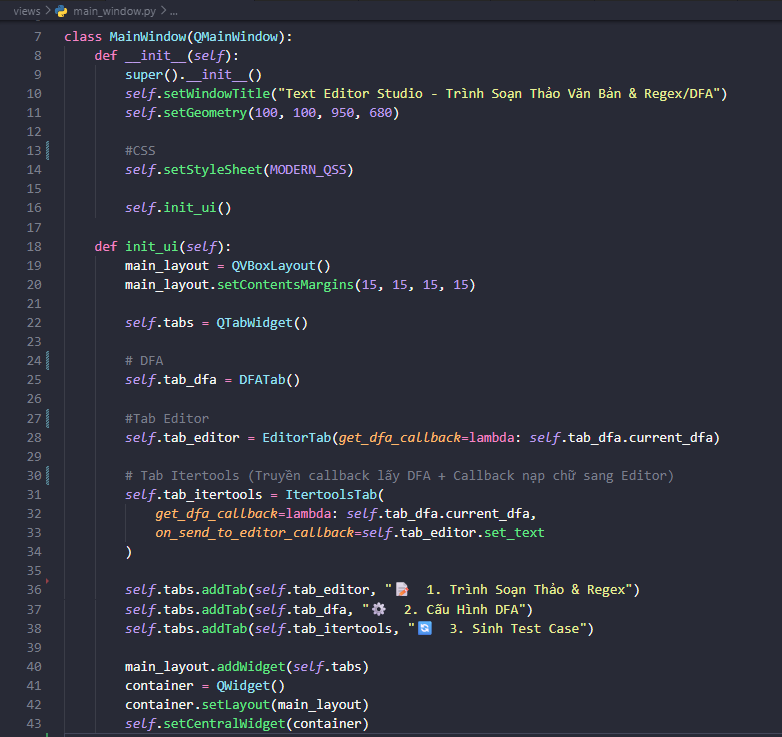 views > main_window.py > ...
7 class MainWindow(QMainWindow):
8     def __init__(self):
9         super().__init__()
10         self.setWindowTitle("Text Editor Studio - Trình Soạn Thảo Văn Bản & Regex/DFA")
11         self.setGeometry(100, 100, 950, 680)
12
13         #CSS
14         self.setStyleSheet(MODERN_QSS)
15
16         self.init_ui()
17
18     def init_ui(self):
19         main_layout = QVBoxLayout()
20         main_layout.setContentsMargins(15, 15, 15, 15)
21
22         self.tabs = QTabWidget()
23
24         # DFA
25         self.tab_dfa = DFATab()
26
27         #Tab Editor
28         self.tab_editor = EditorTab(get_dfa_callback=lambda: self.tab_dfa.current_dfa)
29
30         # Tab Itertools (Truyền callback lấy DFA + Callback nạp chữ sang Editor)
31         self.tab_itertools = ItertoolsTab(
32             get_dfa_callback=lambda: self.tab_dfa.current_dfa,
33             on_send_to_editor_callback=self.tab_editor.set_text
34         )
35
36         self.tabs.addTab(self.tab_editor, "📝 1. Trình Soạn Thảo & Regex")
37         self.tabs.addTab(self.tab_dfa, "⚙️ 2. Cấu Hình DFA")
38         self.tabs.addTab(self.tab_itertools, "🔄 3. Sinh Test Case")
39
40         main_layout.addWidget(self.tabs)
41         container = QWidget()
42         container.setLayout(main_layout)
43         self.setCentralWidget(container)